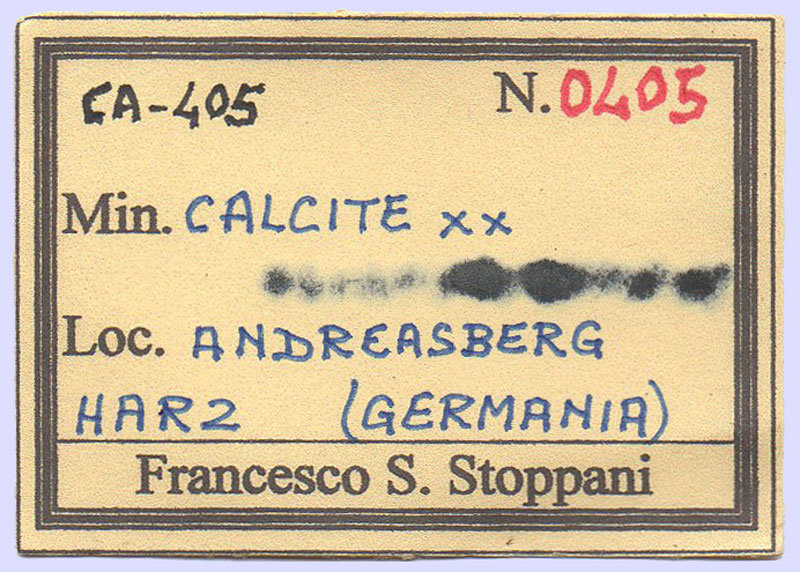 CA-405 N.0405
Min. CALCITE xx
Loc. ANDREASBERG
HARZ (GERMANIA)
Francesco S. Stoppani